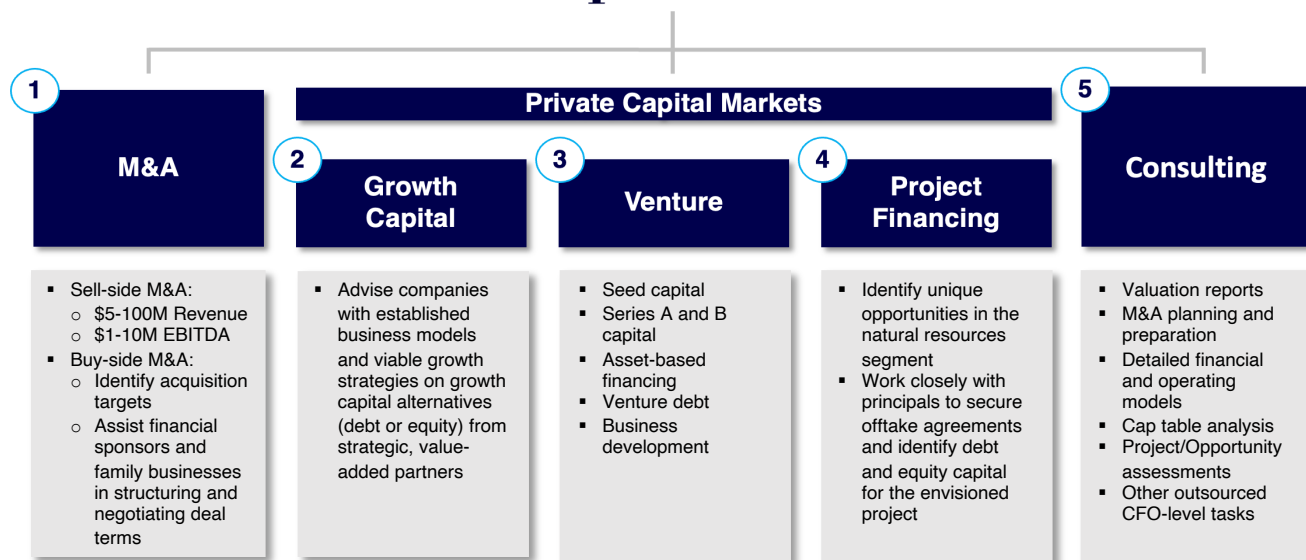 1
M&A
Private Capital Markets
2
Growth
Capital
3
Venture
4
Project
Financing
5
Consulting
▪ Sell-side M&A:
o $5-100M Revenue
o $1-10M EBITDA
▪ Buy-side M&A:
o Identify acquisition
targets
o Assist financial
sponsors and
family businesses
in structuring and
negotiating deal
terms
▪ Advise companies
with established
business models
and viable growth
strategies on growth
capital alternatives
(debt or equity) from
strategic, value-
added partners
▪ Seed capital
▪ Series A and B
capital
▪ Asset-based
financing
▪ Venture debt
▪ Business
development
▪ Identify unique
opportunities in the
natural resources
segment
▪ Work closely with
principals to secure
offtake agreements
and identify debt
and equity capital
for the envisioned
project
▪ Valuation reports
▪ M&A planning and
preparation
▪ Detailed financial
and operating
models
▪ Cap table analysis
▪ Project/Opportunity
assessments
▪ Other outsourced
CFO-level tasks